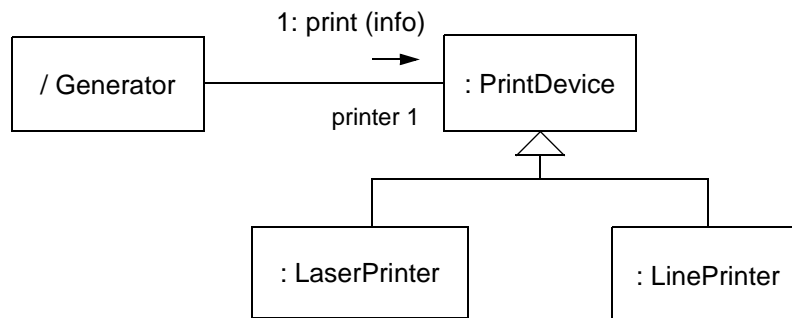 1: print (info)
/ Generator
: PrintDevice
printer 1
: LaserPrinter
: LinePrinter